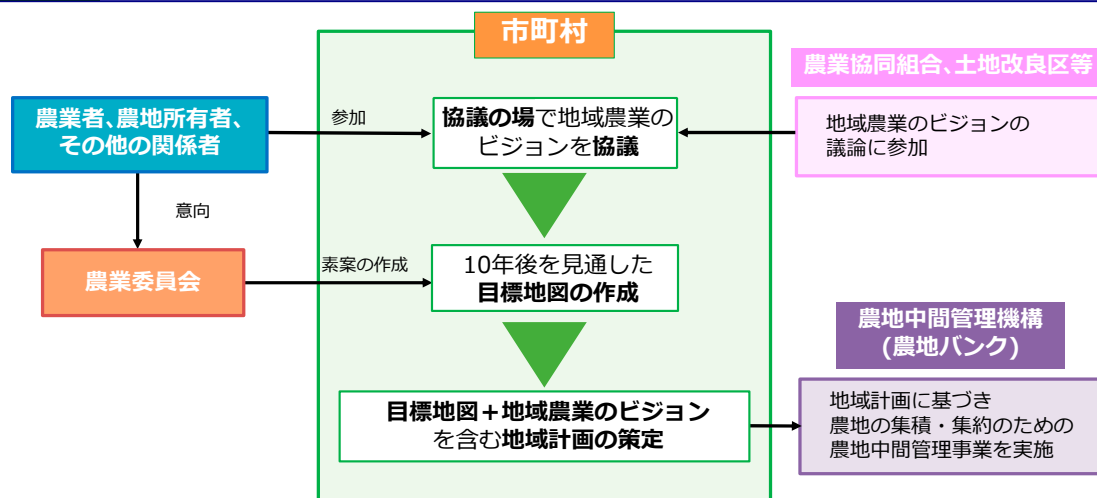 市町村
農業協同組合、土地改良区等
農業者、農地所有者、
その他の関係者
参加
協議の場で地域農業の
ビジョンを協議
地域農業のビジョンの
議論に参加
意向
農業委員会
素案の作成
10年後を見通した
目標地図の作成
農地中間管理機構
(農地バンク)
目標地図＋地域農業のビジョン
を含む地域計画の策定
地域計画に基づき
農地の集積・集約のための
農地中間管理事業を実施